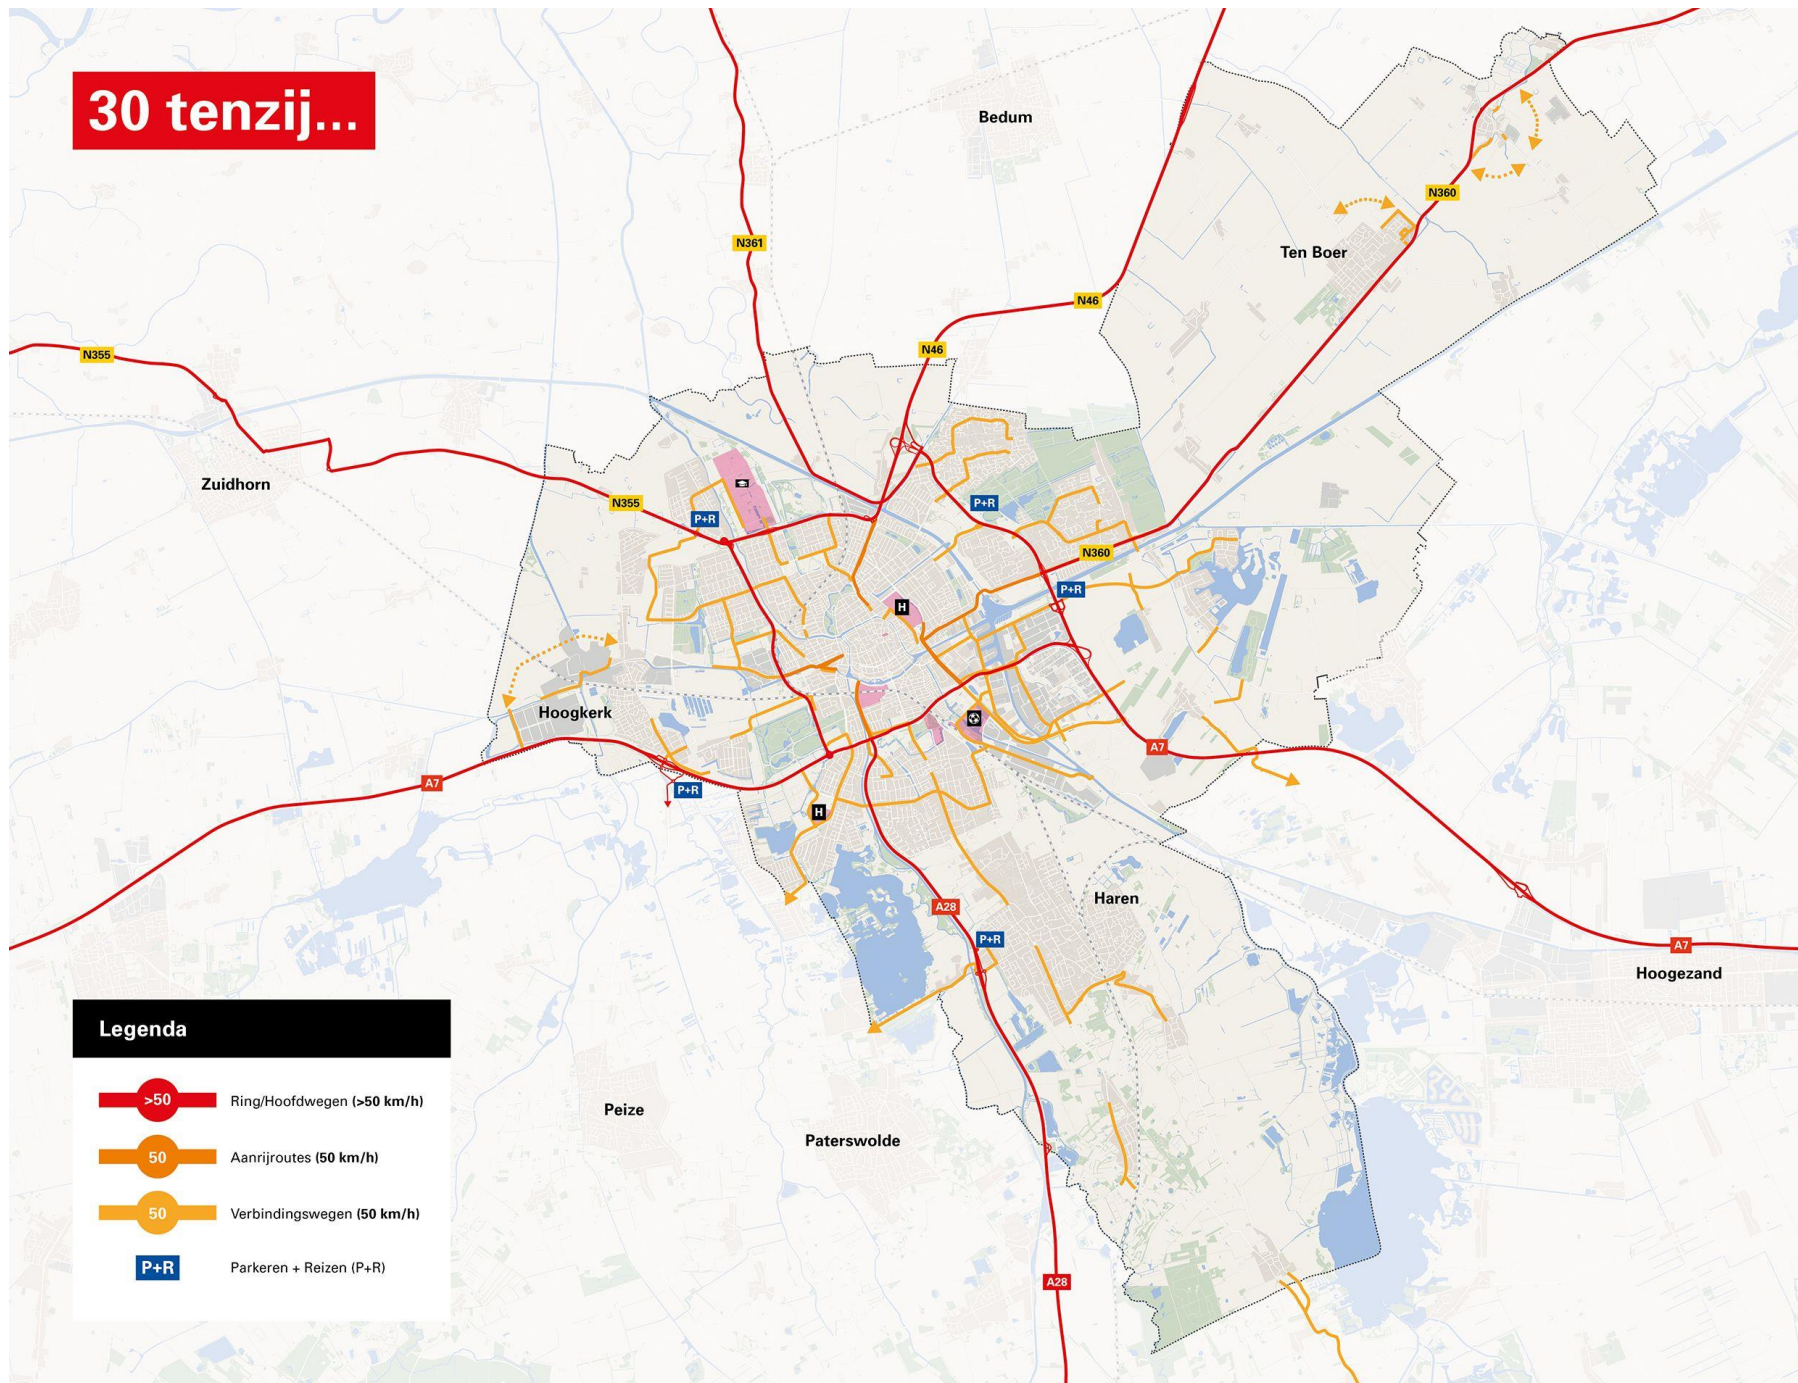 30 tenzij...
Bedum
N360
N361
Ten Boer
N46
N46
N355
Zuidhorn
N355
P+R
P+R
N360
P+R
H
Hoogkerk
A7
A7
P+R
H
Haren
A28
P+R
A7
Hoogezand
Legenda
>50 Ring/Hoofdwegen (>50 km/h)
50 Aanrijroutes (50 km/h)
50 Verbindingswegen (50 km/h)
P+R Parkeren + Reizen (P+R)
Peize
Paterswolde
A28